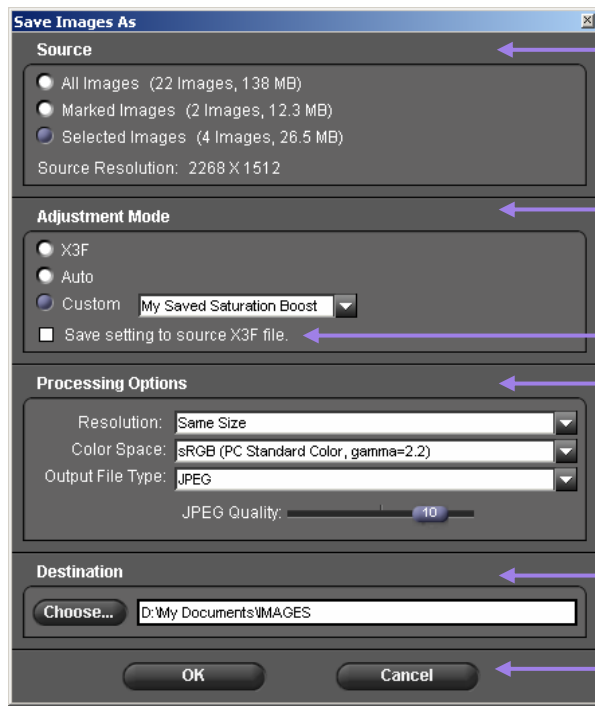 Save Images As
Source
All Images (22 Images, 138 MB)
Marked Images (2 Images, 12.3 MB)
Selected Images (4 Images, 26.5 MB)
Source Resolution: 2268 X 1512
Adjustment Mode
X3F
Auto
Custom My Saved Saturation Boost
Save setting to source X3F file.
Processing Options
Resolution: Same Size
Color Space: sRGB (PC Standard Color, gamma=2.2)
Output File Type: JPEG
JPEG Quality: 10
Destination
Choose... D:\My Documents\IMAGES
OK Cancel